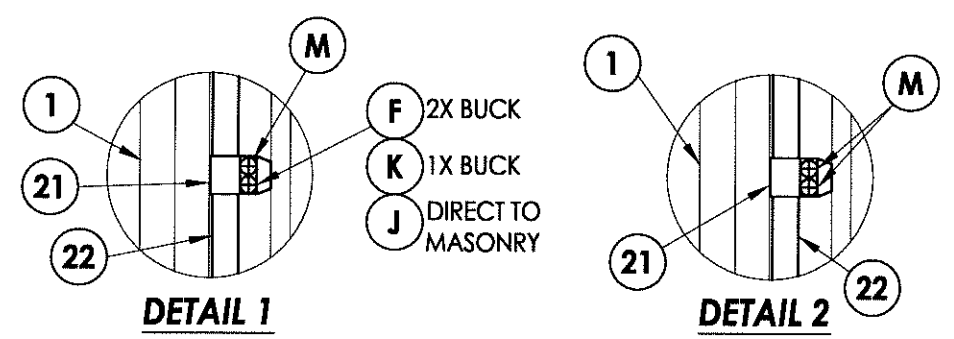 M
1
F 2X BUCK
K 1X BUCK
J DIRECT TO
MASONRY
21
22
DETAIL 1
1
M
21
22
DETAIL 2